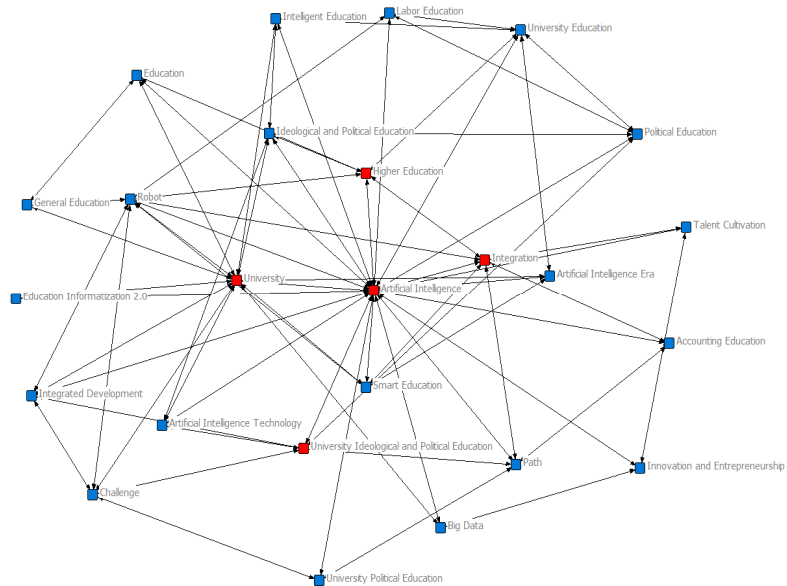 Labor Education
Inteligent Education
University Education
Education
Ideological and Political Education
Political Education
Higher Education
General Education
Robot
Talent Cultivation
Integration
Artificial Intelligence Era
University
Artificial Intelligence
Education Informatization 2.0
Accounting Education
Smart Education
Integrated Development
Artificial Intelligence Technology
University Ideological and Political Education
Path
Innovation and Entrepreneurship
Challenge
Big Data
University Political Education